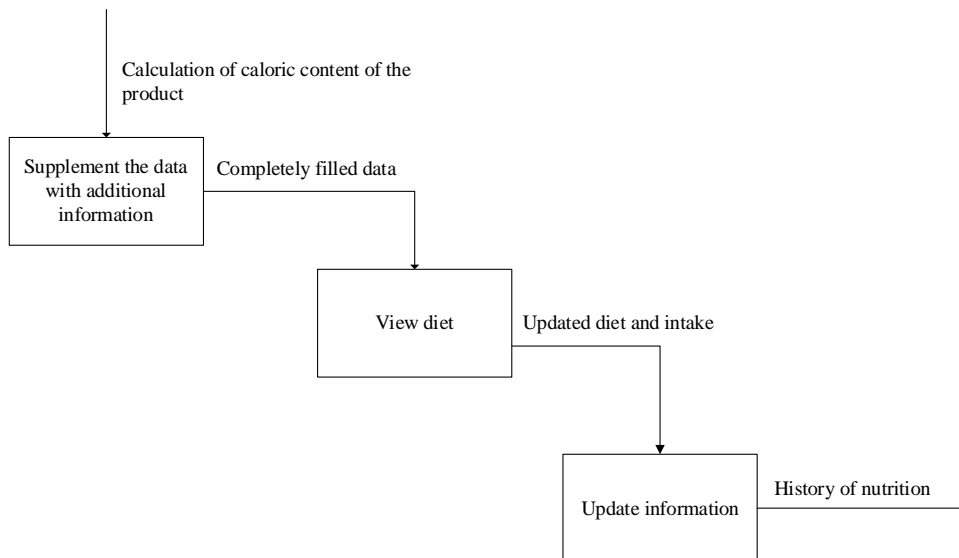 Calculation of caloric content of the
product
Supplement the data
with additional
information
Completely filled data
View diet
Updated diet and intake
Update information
History of nutrition